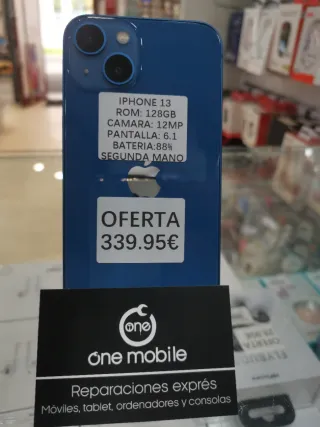 IPHONE 13
ROM: 128GB
CAMARA: 12MP
PANTALLA: 6.1
BATERIA:88%
SEGUNDA MANO
OFERTA
339.95€
one
óne mobile
Reparaciones exprés
Móviles, tablet, ordenadores y consolas
OFERTA